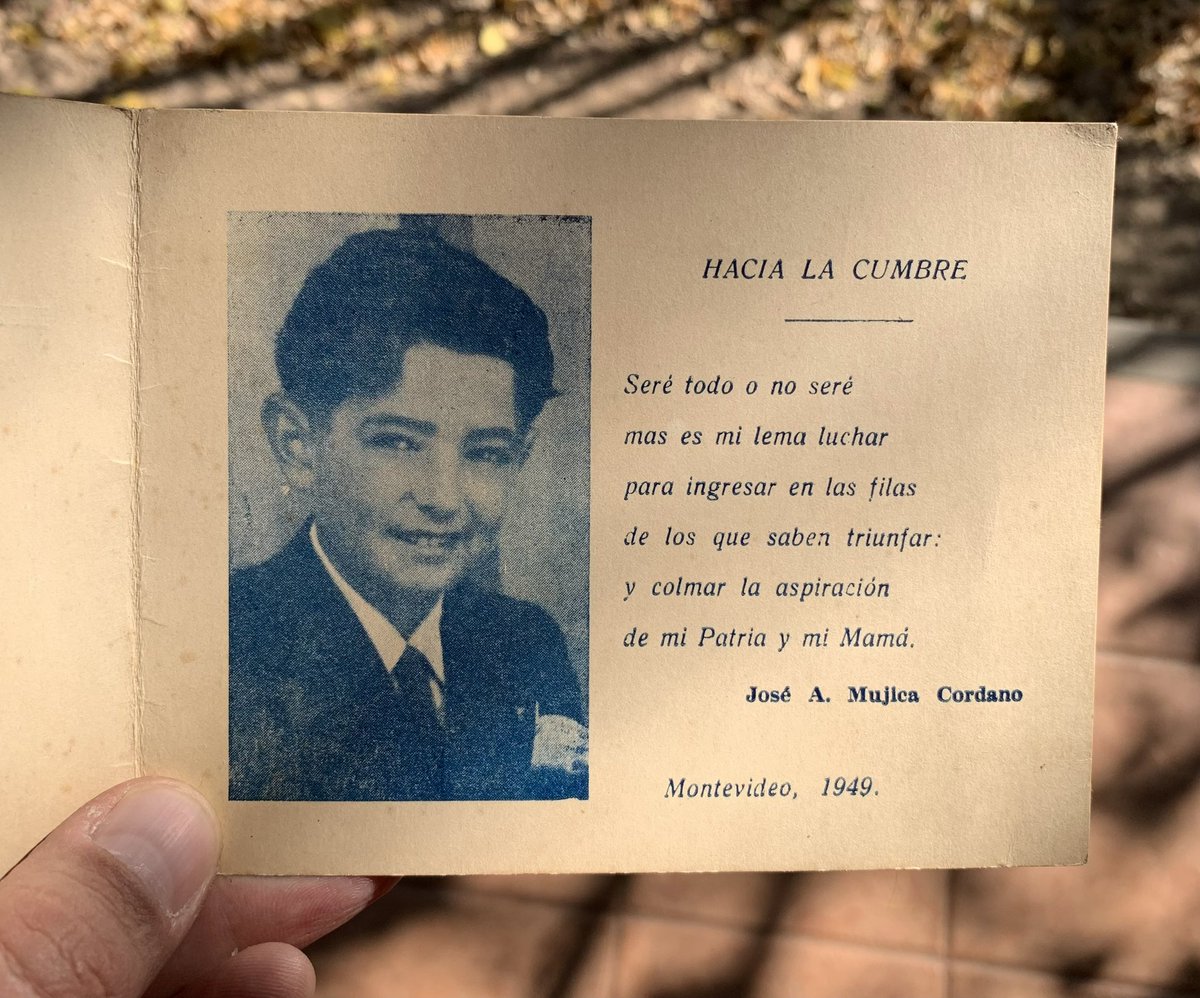 HACIA LA CUMBRE
Seré todo o no seré
mas es mi lema luchar
para ingresar en las filas
de los que saben triunfar:
y colmar la aspiración
de mi Patria y mi Mamá.
José A. Mujica Cordano
Montevideo, 1949.